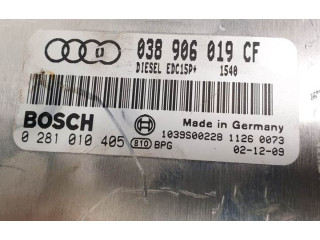 038 906 019 CF
DIESEL EDC15P+ 1540
BOSCH
Made in Germany
1039S00228 1126 0073
0 281 010 405 810 BPG
02-12-09